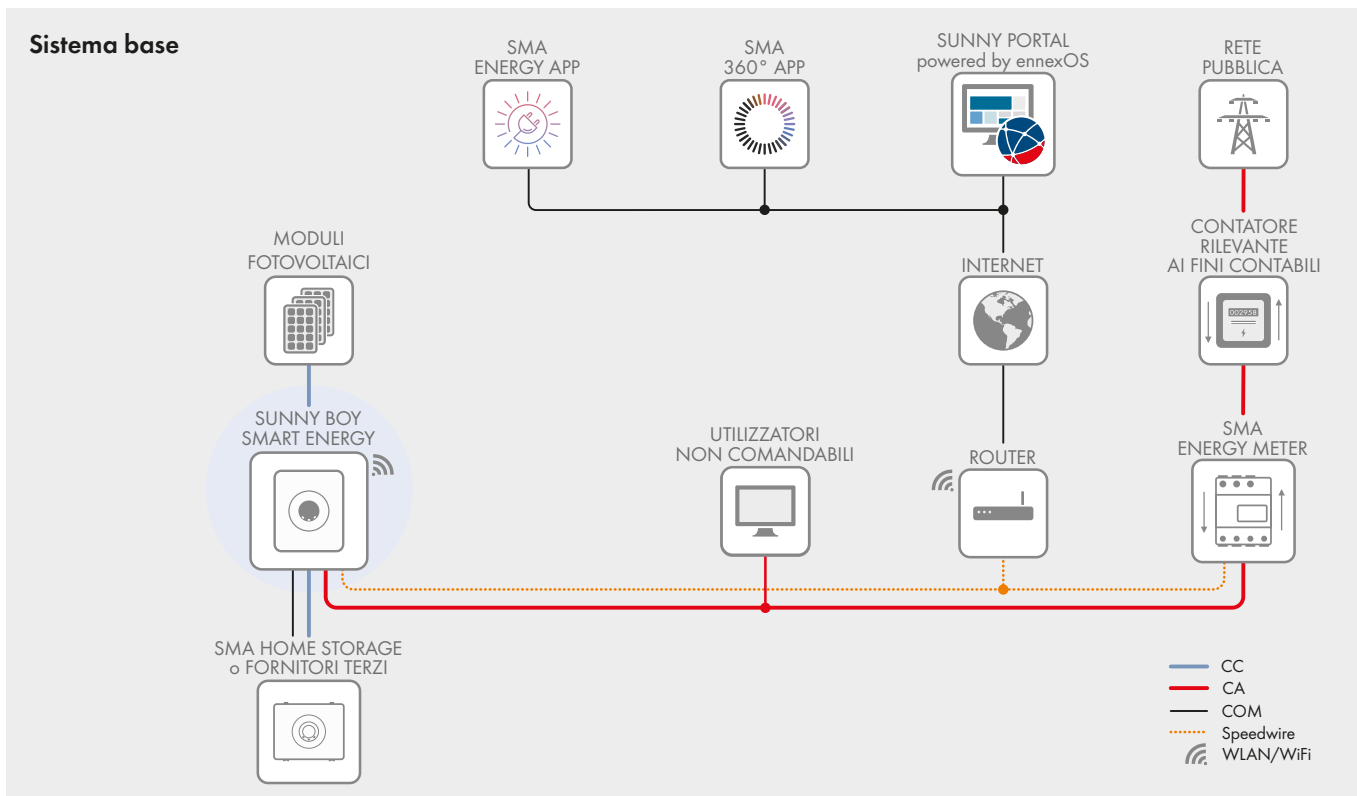 Sistema base
SMA
ENERGY APP
SMA
360° APP
SUNNY PORTAL
powered by ennexOS
RETE
PUBBLICA
MODULI
FOTOVOLTAICI
INTERNET
CONTATORE
RILEVANTE
AI FINI CONTABILI
002958
SUNNY BOY
SMART ENERGY
UTILIZZATORI
NON COMANDABILI
ROUTER
SMA
ENERGY METER
SMA HOME STORAGE
o FORNITORI TERZI
CC
CA
COM
Speedwire
WLAN/WiFi